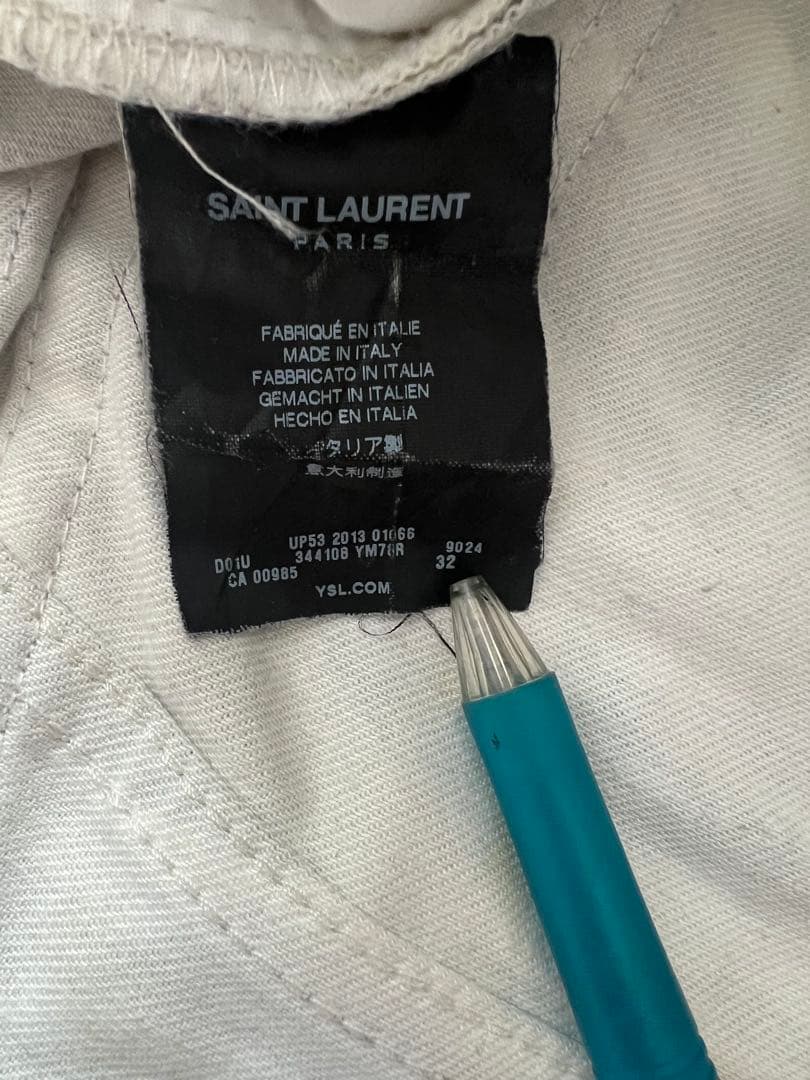 SAINT LAURENT
PARIS
FABRIQUÉ EN ITALIE
MADE IN ITALY
FABBRICATO IN ITALIA
GEMACHT IN ITALIEN
HECHO EN ITALIA
イタリア製
意大利制造
UP53 2013 01066
D01U 344108 YM78R 9024
CA 00985 32
YSL.COM